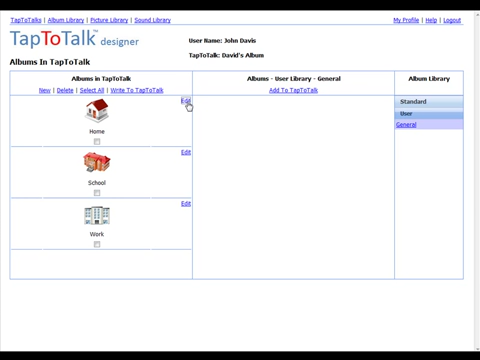 TapToTalks | Album Library | Picture Library | Sound Library
My Profile | Help | Logout
TapToTalk™ designer
User Name: John Davis
TapToTalk: David's Album
Albums In TapToTalk
Albums in TapToTalk
New | Delete | Select All | Write To TapToTalk
Edit
Home
Edit
School
Edit
Work
Albums - User Library - General
Add To TapToTalk
Album Library
Standard
User
General